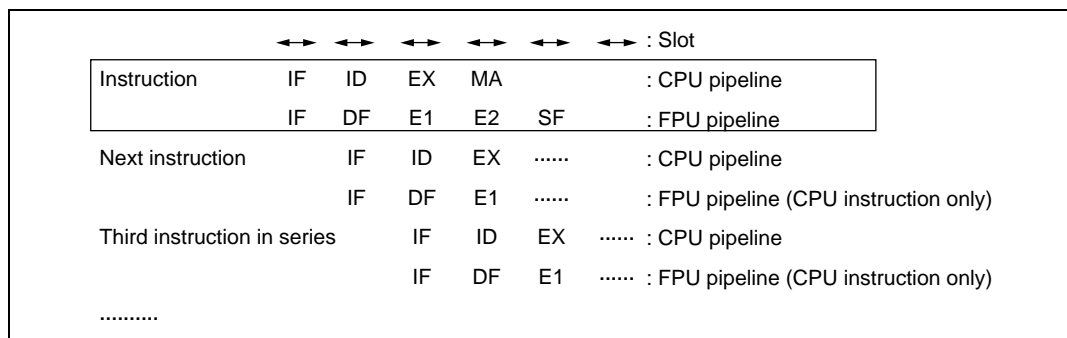 : Slot
Instruction IF ID EX MA : CPU pipeline
IF DF E1 E2 SF : FPU pipeline
Next instruction IF ID EX ...... : CPU pipeline
IF DF E1 ...... : FPU pipeline (CPU instruction only)
Third instruction in series IF ID EX ...... : CPU pipeline
IF DF E1 ...... : FPU pipeline (CPU instruction only)
..........